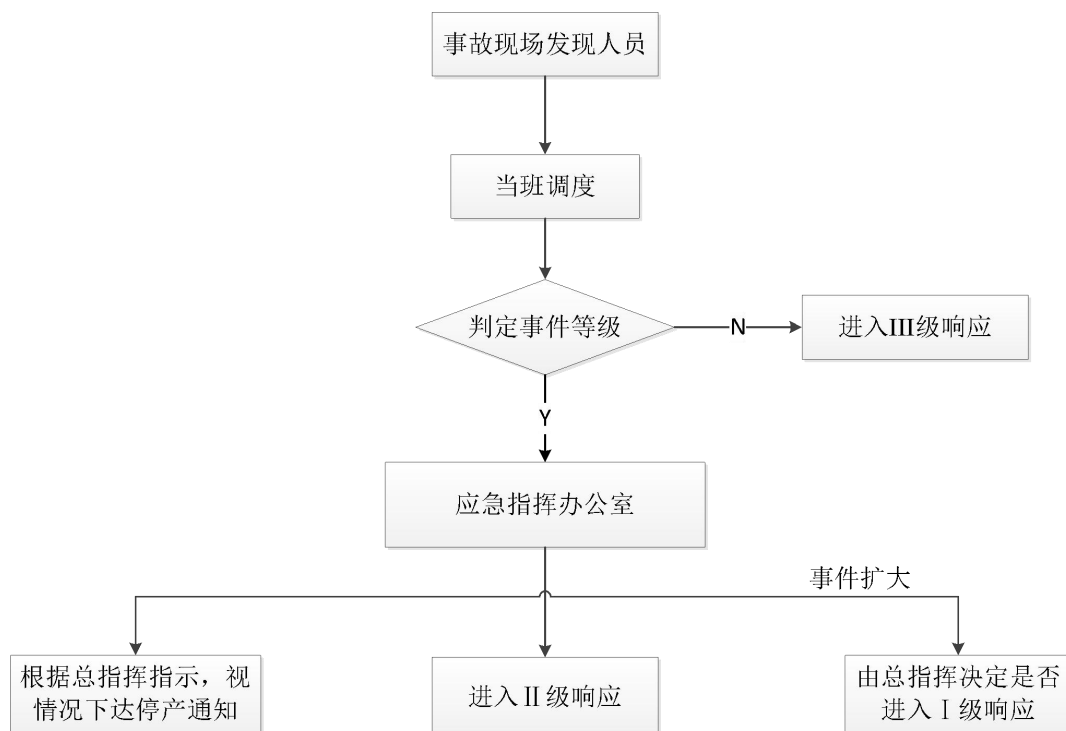 事故现场发现人员
当班调度
判定事件等级
N
进入III级响应
Y
应急指挥办公室
事件扩大
根据总指挥指示，视
情况下达停产通知
进入Ⅱ级响应
由总指挥决定是否
进入Ⅰ级响应